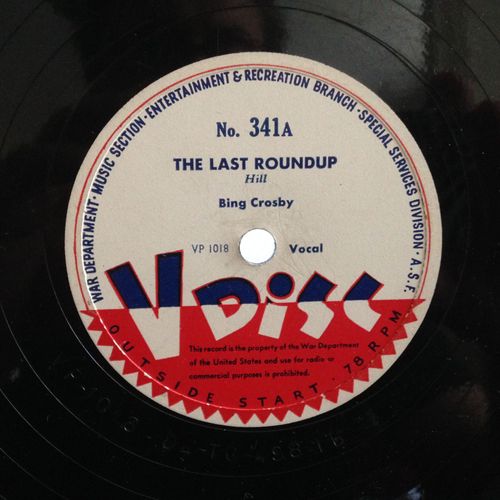 WAR DEPARTMENT · MUSIC SECTION · ENTERTAINMENT & RECREATION BRANCH · SPECIAL SERVICES DIVISION · A.S.F.
No. 341A
THE LAST ROUNDUP
Hill
Bing Crosby
VP 1018 Vocal
V DISC
This record is the property of the War Department
of the United States and use for radio or
commercial purposes is prohibited.
OUTSIDE START · 78 RPM